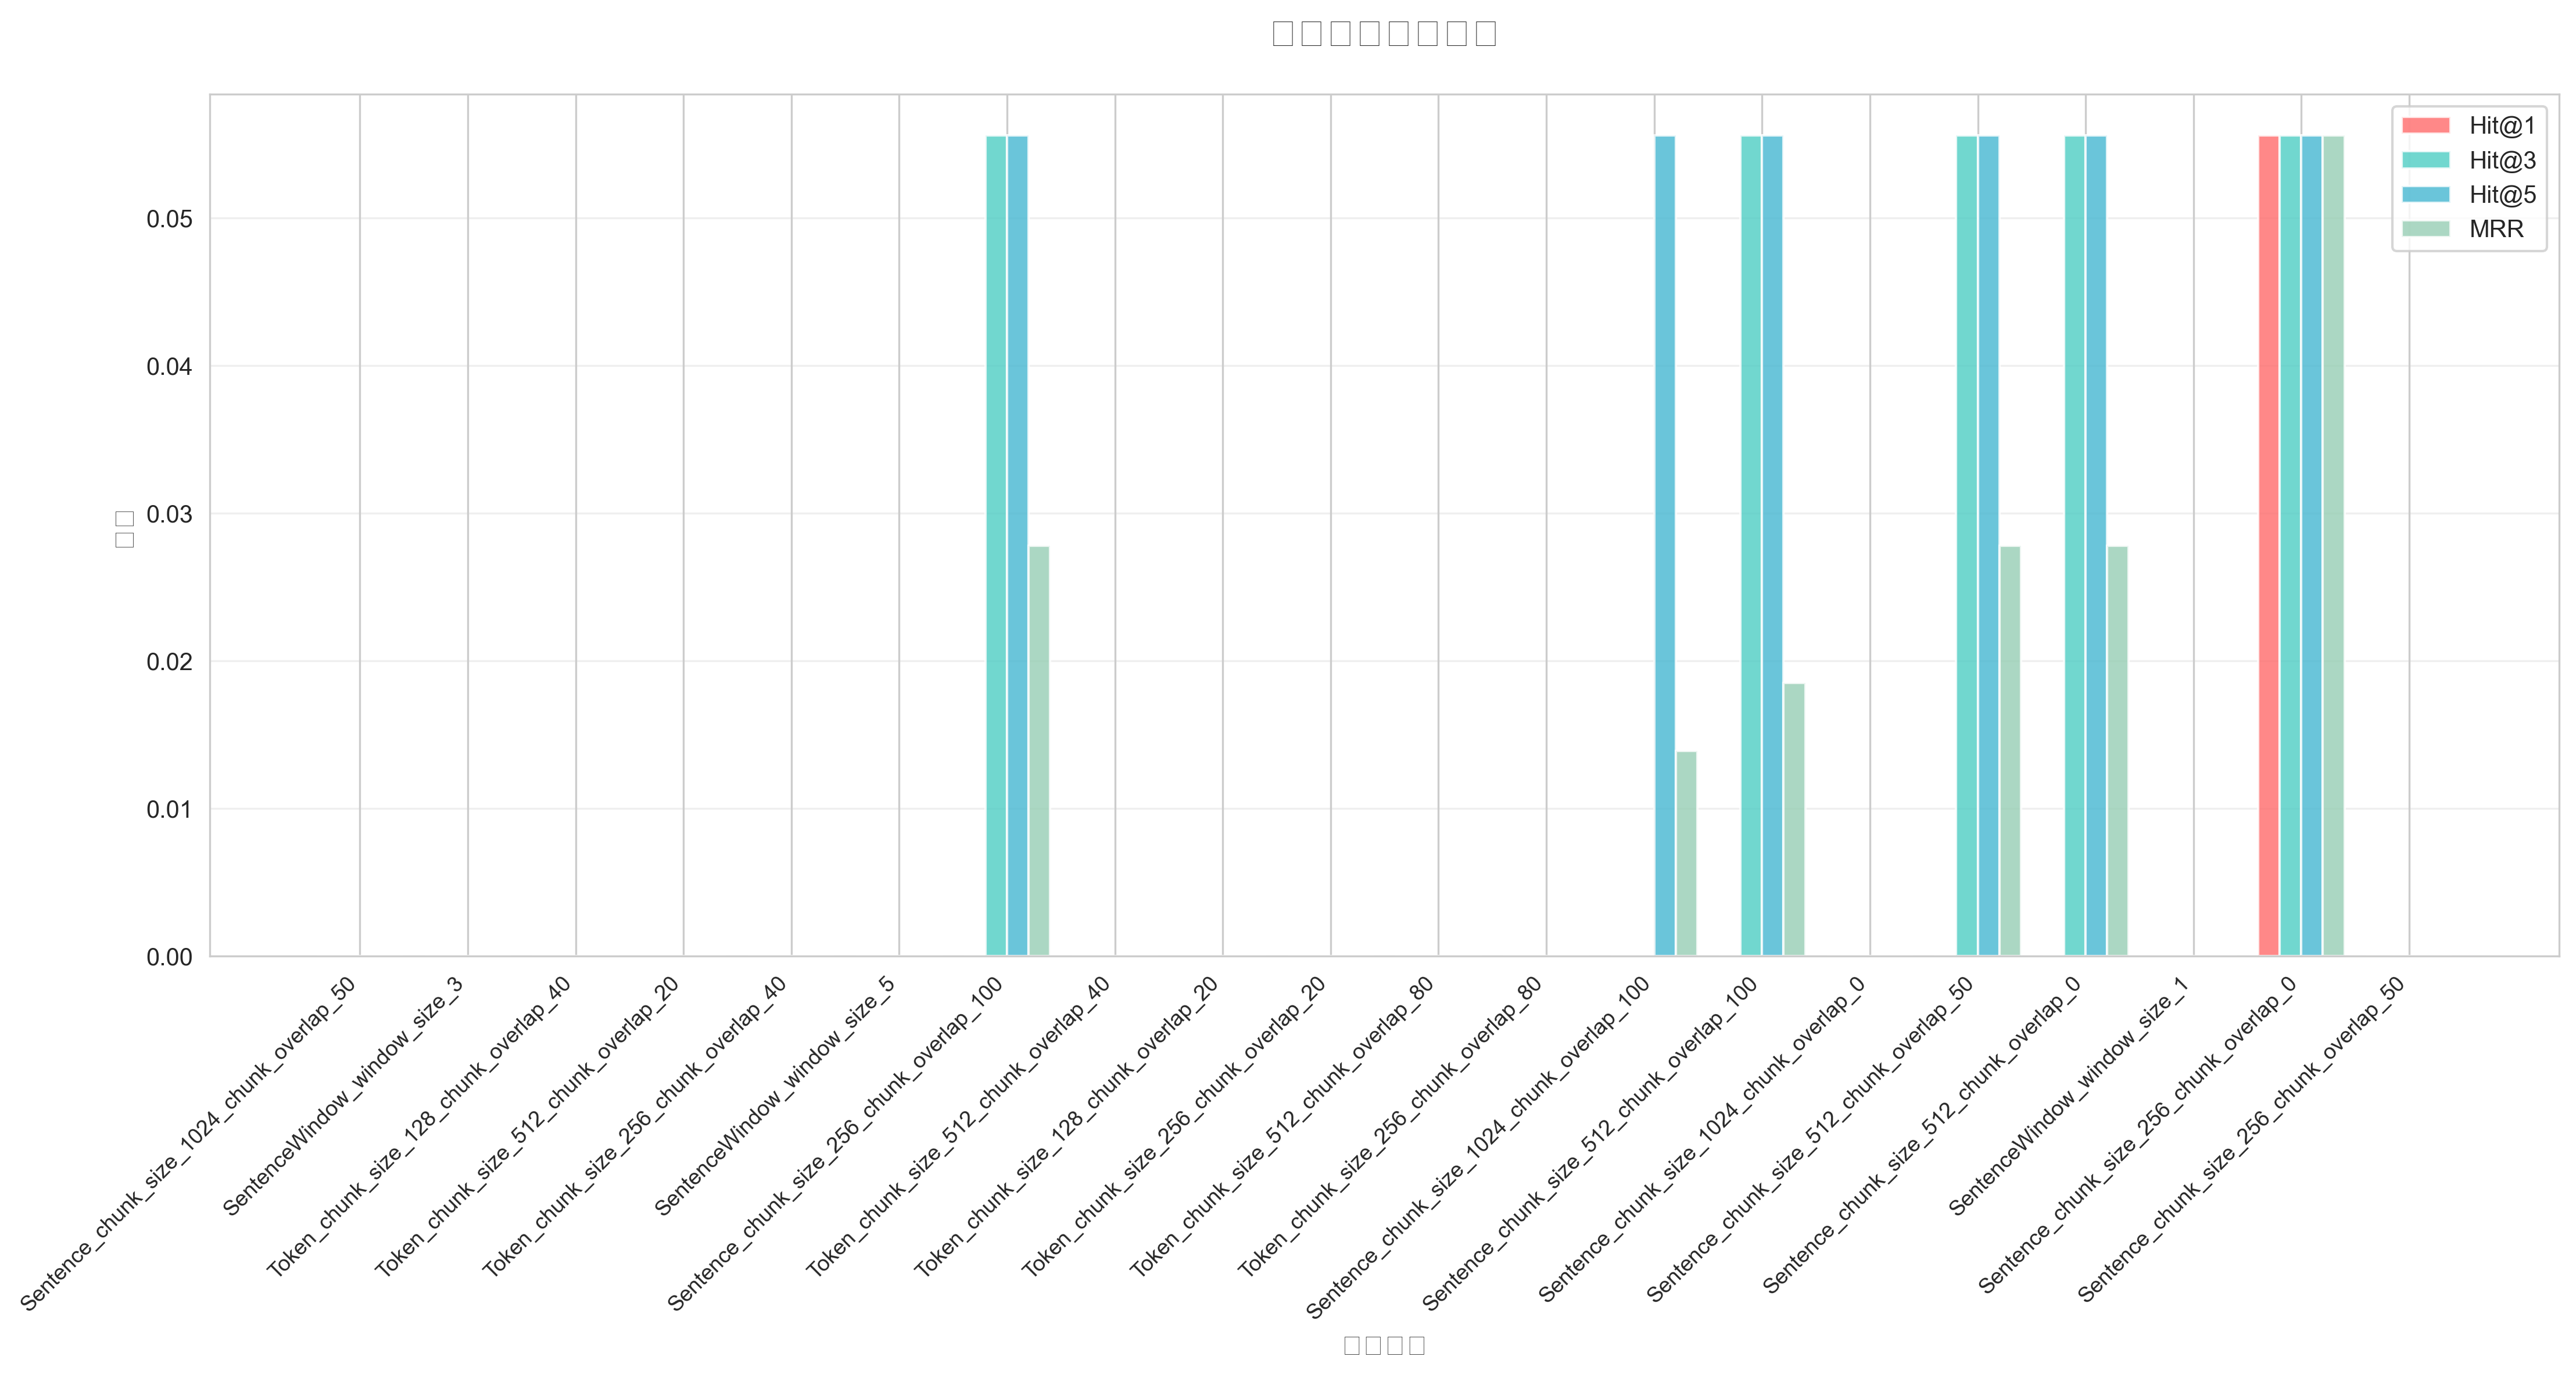 Hit@1
Hit@3
Hit@5
MRR
0.05
0.04
0.03
0.02
0.01
0.00
Sentence_chunk_size_1024_chunk_overlap_50
SentenceWindow_window_size_3
Token_chunk_size_128_chunk_overlap_40
Token_chunk_size_512_chunk_overlap_20
Token_chunk_size_256_chunk_overlap_40
SentenceWindow_window_size_5
Sentence_chunk_size_256_chunk_overlap_100
Token_chunk_size_512_chunk_overlap_40
Token_chunk_size_128_chunk_overlap_20
Token_chunk_size_256_chunk_overlap_20
Token_chunk_size_512_chunk_overlap_80
Token_chunk_size_256_chunk_overlap_80
Sentence_chunk_size_1024_chunk_overlap_100
Sentence_chunk_size_512_chunk_overlap_100
Sentence_chunk_size_1024_chunk_overlap_0
Sentence_chunk_size_512_chunk_overlap_50
Sentence_chunk_size_512_chunk_overlap_0
SentenceWindow_window_size_1
Sentence_chunk_size_256_chunk_overlap_0
Sentence_chunk_size_256_chunk_overlap_50